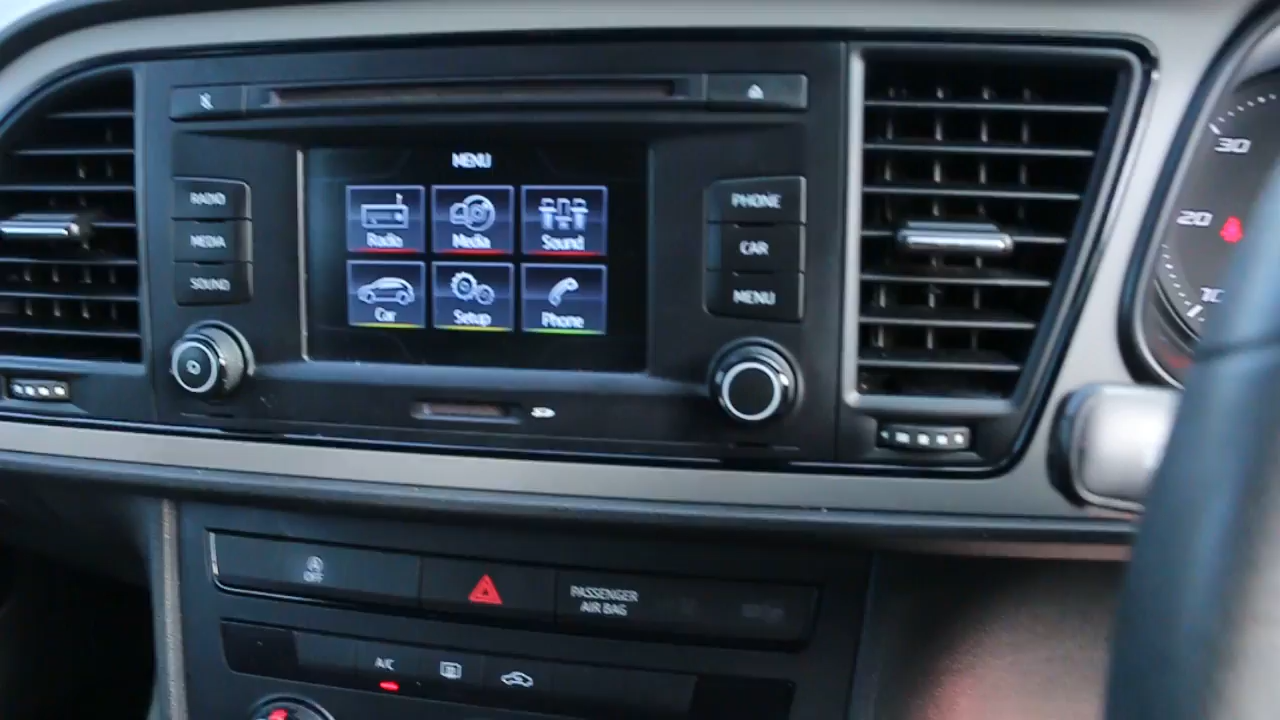 MENU
RADIO
MEDIA
SOUND
Radio
Media
Sound
Car
Setup
Phone
PHONE
CAR
MENU
30
20
10
OFF
PASSENGER
AIR BAG
A/C